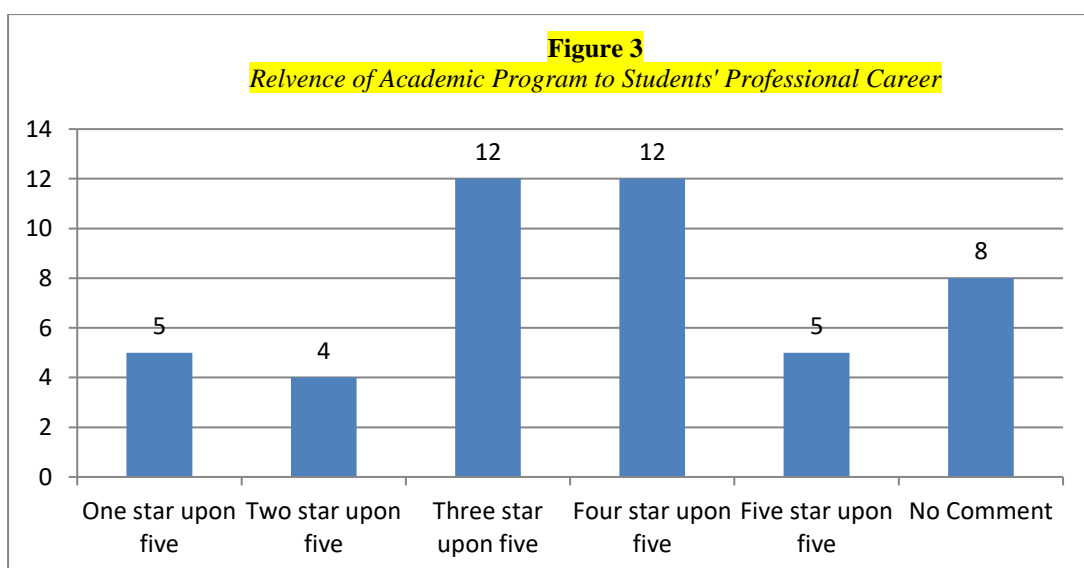 Figure 3
Relvence of Academic Program to Students' Professional Career
14
12
10
8
6
4
2
0
5
4
12
12
5
8
One star upon five
Two star upon five
Three star upon five
Four star upon five
Five star upon five
No Comment